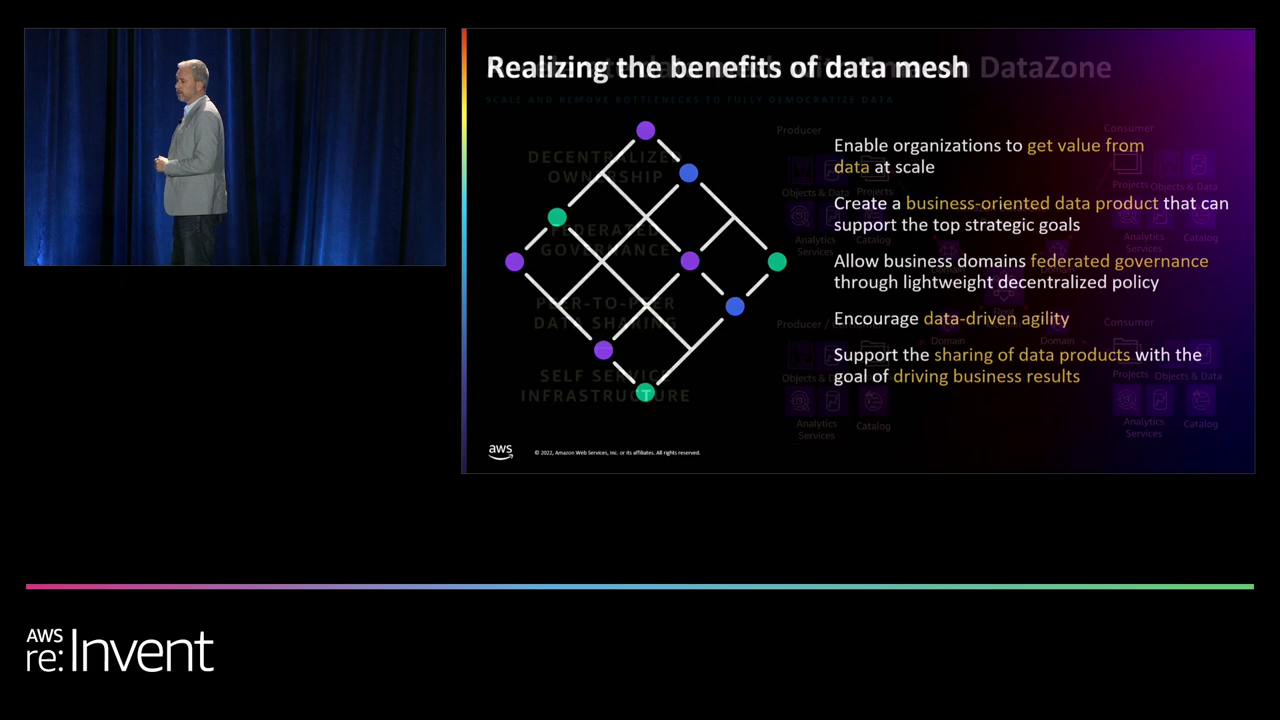 Realizing the benefits of data mesh
DataZone
SCALE AND REMOVE BOTTLENECKS TO FULLY DEMOCRATIZE DATA
DECENTRALIZED
OWNERSHIP
FEDERATED
GOVERNANCE
PEER-TO-PEER
DATA SHARING
SELF SERVICE
INFRASTRUCTURE
Producer
Consumer
Enable organizations to get value from
data at scale
Create a business-oriented data product that can
support the top strategic goals
Allow business domains federated governance
through lightweight decentralized policy
Encourage data-driven agility
Support the sharing of data products with the
goal of driving business results
Objects & Data
Projects
Analytics
Services
Catalog
Projects
Objects & Data
Analytics
Services
Catalog
Domain
Domain
Domain
Domain
Producer /
Consumer
Objects & Data
Analytics
Services
Catalog
Projects
Objects & Data
Analytics
Services
Catalog
aws
© 2022, Amazon Web Services, Inc. or its affiliates. All rights reserved.
AWS
re:Invent